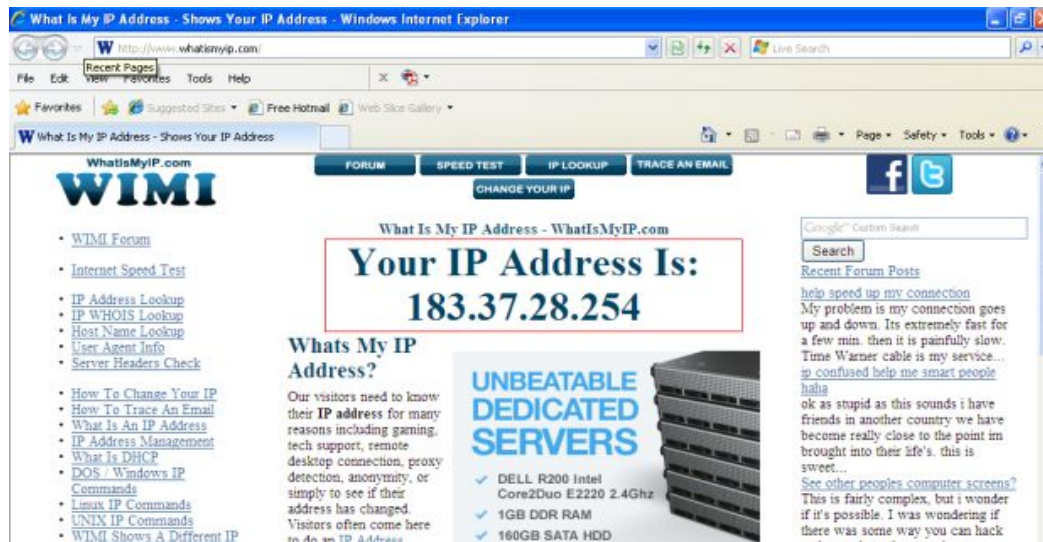 What Is My IP Address - Shows Your IP Address - Windows Internet Explorer
http://www.whatismyip.com/
Live Search
Recent Pages
File Edit View Favorites Tools Help
Favorites Suggested Sites Free Hotmail Web Slice Gallery
What Is My IP Address - Shows Your IP Address
Page Safety Tools
WhatIsMyIP.com
WIMI
FORUM SPEED TEST IP LOOKUP TRACE AN EMAIL
CHANGE YOUR IP
WIMI Forum
Internet Speed Test
IP Address Lookup
IP WHOIS Lookup
Host Name Lookup
User Agent Info
Server Headers Check
How To Change Your IP
How To Trace An Email
What Is An IP Address
IP Address Management
What Is DHCP
DOS / Windows IP
Commands
Linux IP Commands
UNIX IP Commands
WIMI Shows A Different IP
What Is My IP Address - WhatIsMyIP.com
Your IP Address Is:
183.37.28.254
Whats My IP
Address?
Our visitors need to know
their IP address for many
reasons including gaming,
tech support, remote
desktop connection, proxy
detection, anonymity, or
simply to see if their
address has changed.
Visitors often come here
to do an IP Address
UNBEATABLE
DEDICATED
SERVERS
DELL R200 Intel
Core2Duo E2220 2.4Ghz
1GB DDR RAM
160GB SATA HDD
f t
Google™ Custom Search
Search
Recent Forum Posts
help speed up my connection
My problem is my connection goes
up and down. Its extremely fast for
a few min. then it is painfully slow.
Time Warner cable is my service...
ip confused help me smart people
haha
ok as stupid as this sounds i have
friends in another country we have
become really close to the point im
brought into their life's. this is
sweet...
See other peoples computer screens?
This is fairly complex, but i wonder
if it's possible. I was wondering if
there was some way you can hack